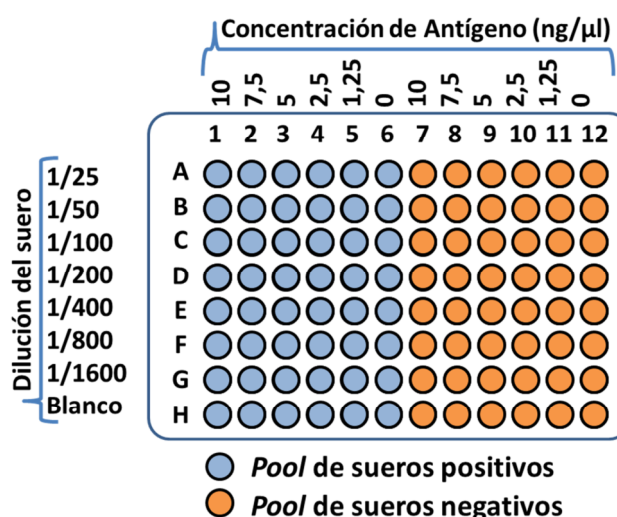 Concentración de Antígeno (ng/µl)
10 7,5 5 2,5 1,25 0 10 7,5 5 2,5 1,25 0
1 2 3 4 5 6 7 8 9 10 11 12
Dilución del suero
1/25 A
1/50 B
1/100 C
1/200 D
1/400 E
1/800 F
1/1600 G
Blanco H
Pool de sueros positivos
Pool de sueros negativos